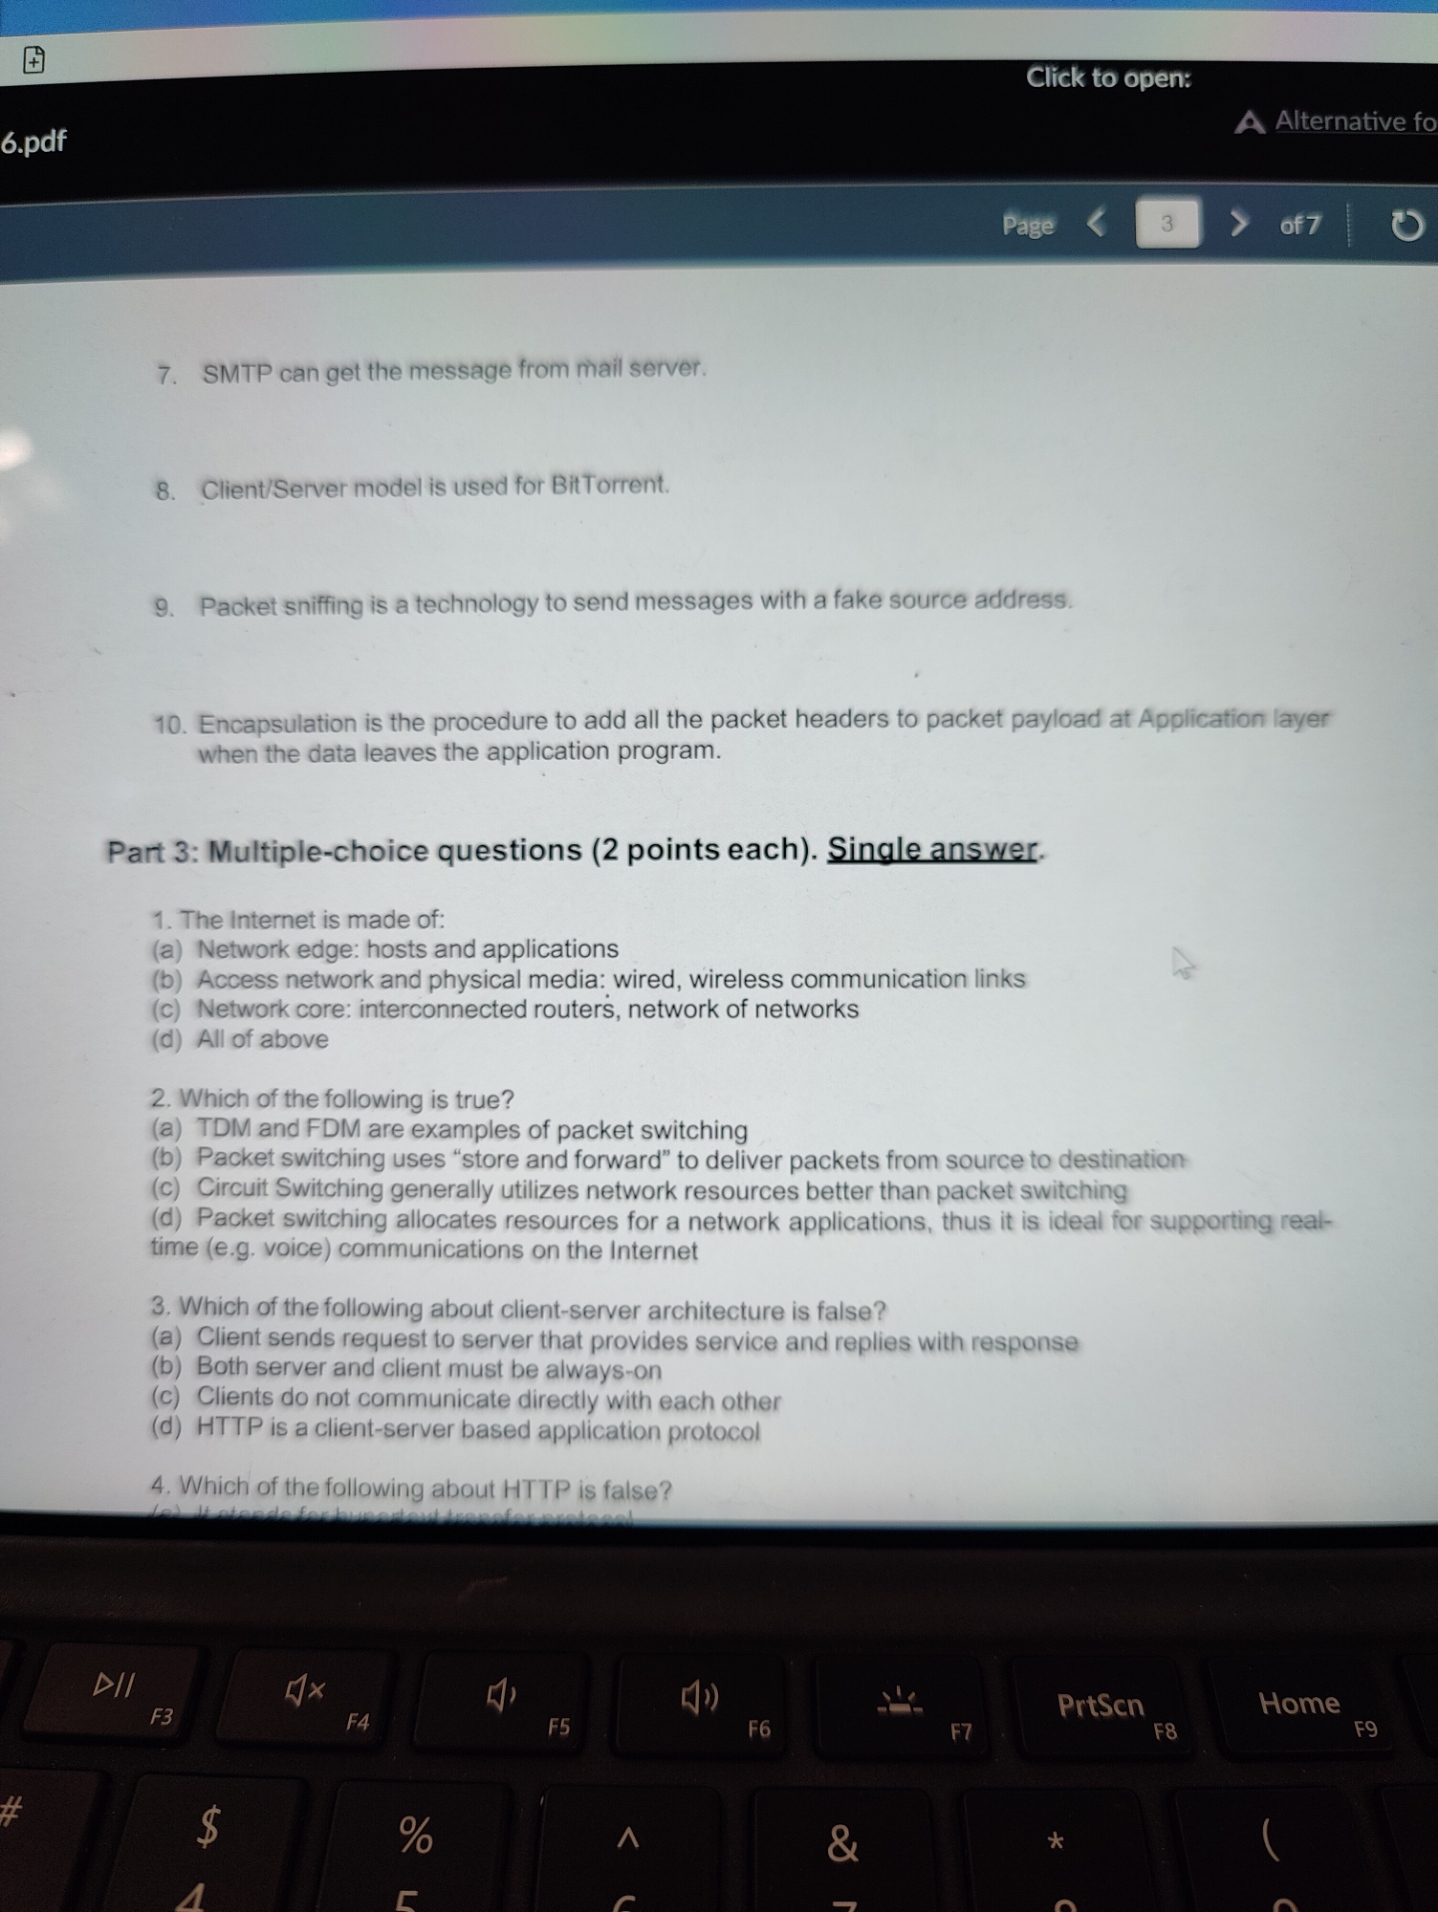 Click to open:
6.pdf
Alternative fo
Page < 3 > of 7
7. SMTP can get the message from mail server.
8. Client/Server model is used for BitTorrent.
9. Packet sniffing is a technology to send messages with a fake source address.
10. Encapsulation is the procedure to add all the packet headers to packet payload at Application layer
when the data leaves the application program.
Part 3: Multiple-choice questions (2 points each). Single answer.
1. The Internet is made of:
(a) Network edge: hosts and applications
(b) Access network and physical media: wired, wireless communication links
(c) Network core: interconnected routers, network of networks
(d) All of above
2. Which of the following is true?
(a) TDM and FDM are examples of packet switching
(b) Packet switching uses “store and forward” to deliver packets from source to destination
(c) Circuit Switching generally utilizes network resources better than packet switching
(d) Packet switching allocates resources for a network applications, thus it is ideal for supporting real-
time (e.g. voice) communications on the Internet
3. Which of the following about client-server architecture is false?
(a) Client sends request to server that provides service and replies with response
(b) Both server and client must be always-on
(c) Clients do not communicate directly with each other
(d) HTTP is a client-server based application protocol
4. Which of the following about HTTP is false?
(a) It stands for hypertext transfer protocol
F3 F4 F5 F6 F7 PrtScn F8 Home F9
# $ % ^ & * (
4 5